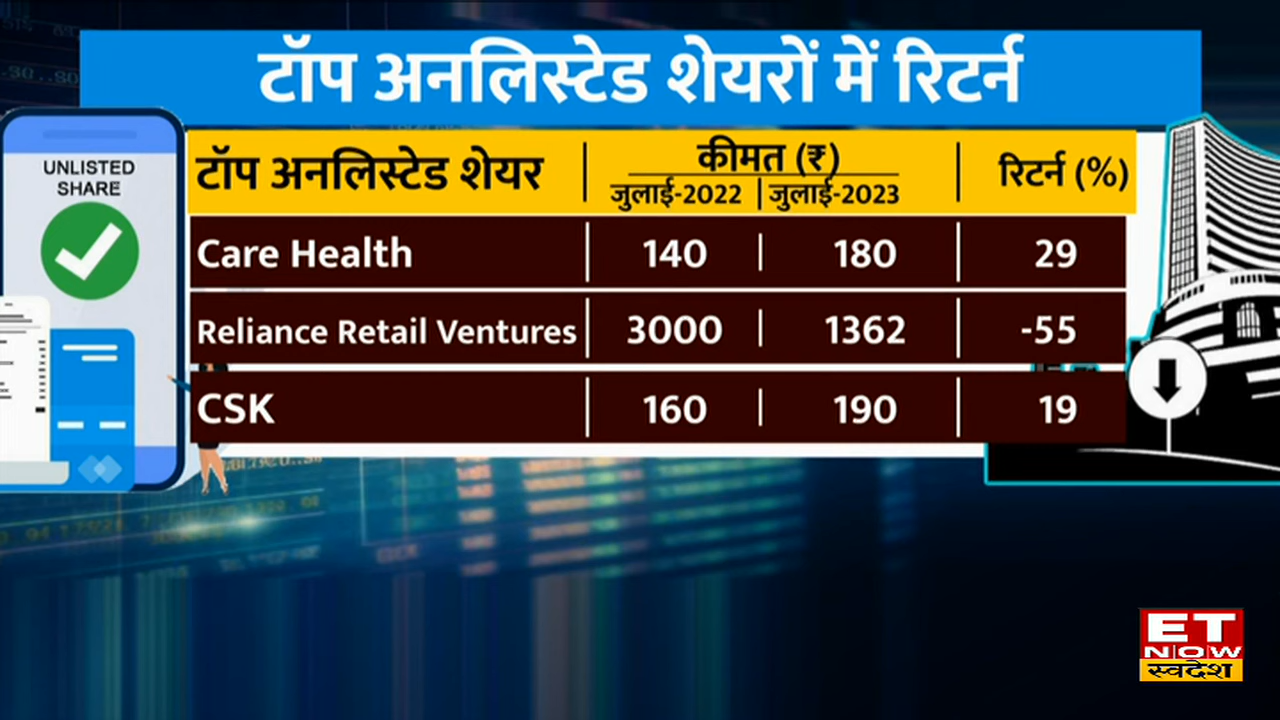 टॉप अनलिस्टेड शेयरों में रिटर्न
UNLISTED
SHARE
टॉप अनलिस्टेड शेयर कीमत (₹) रिटर्न (%)
जुलाई-2022 जुलाई-2023
Care Health 140 180 29
Reliance Retail Ventures 3000 1362 -55
CSK 160 190 19
ET
NOW
स्वदेश